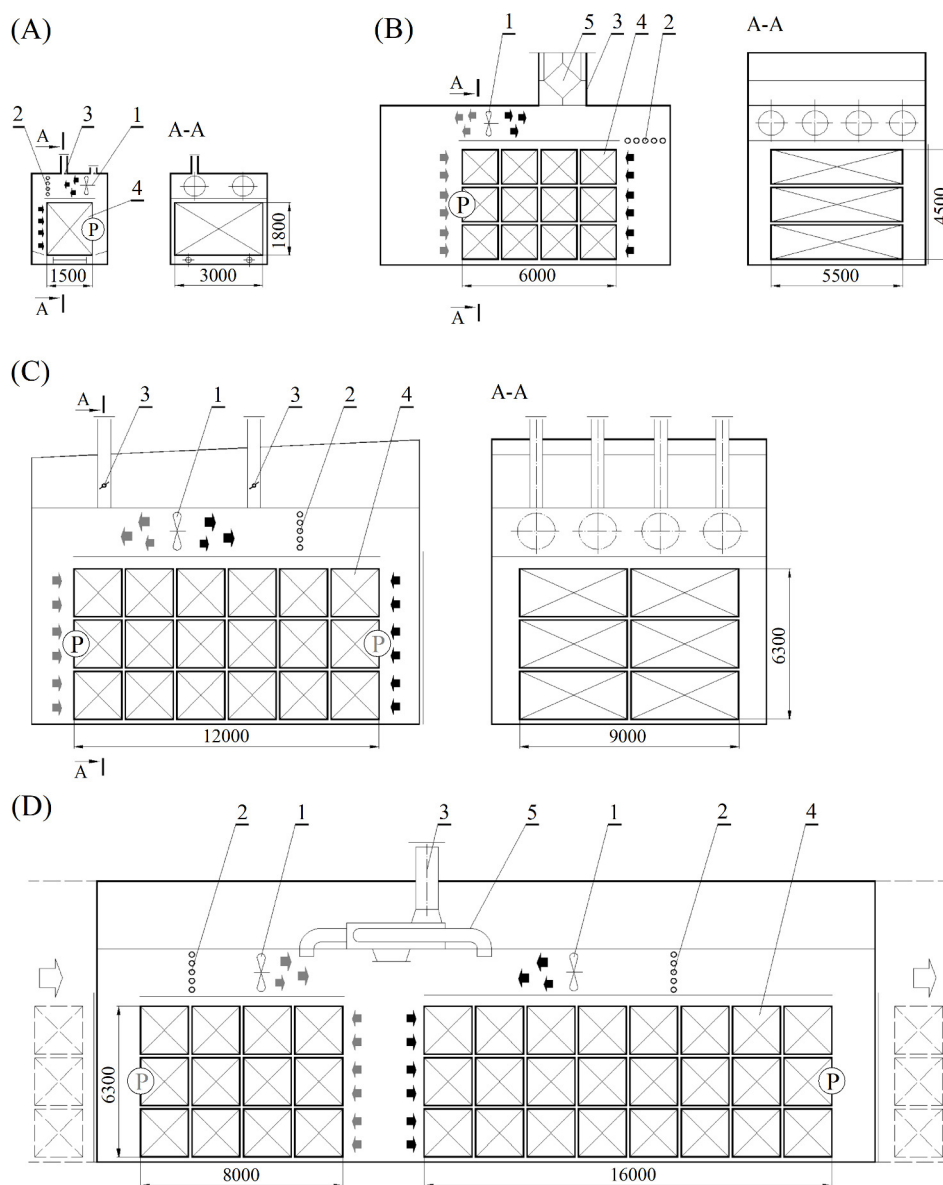 (A)
2 3 1
A
A-A
4
P
1800
1500
3000
A
(B)
1 5 3 4 2
A-A
A
P
4500
6000
5500
A
(C)
A 3 1 3 2 4
A-A
P P
6300
12000
9000
A
(D)
2 1 3 5 1 2 4
6300
P P
8000
16000